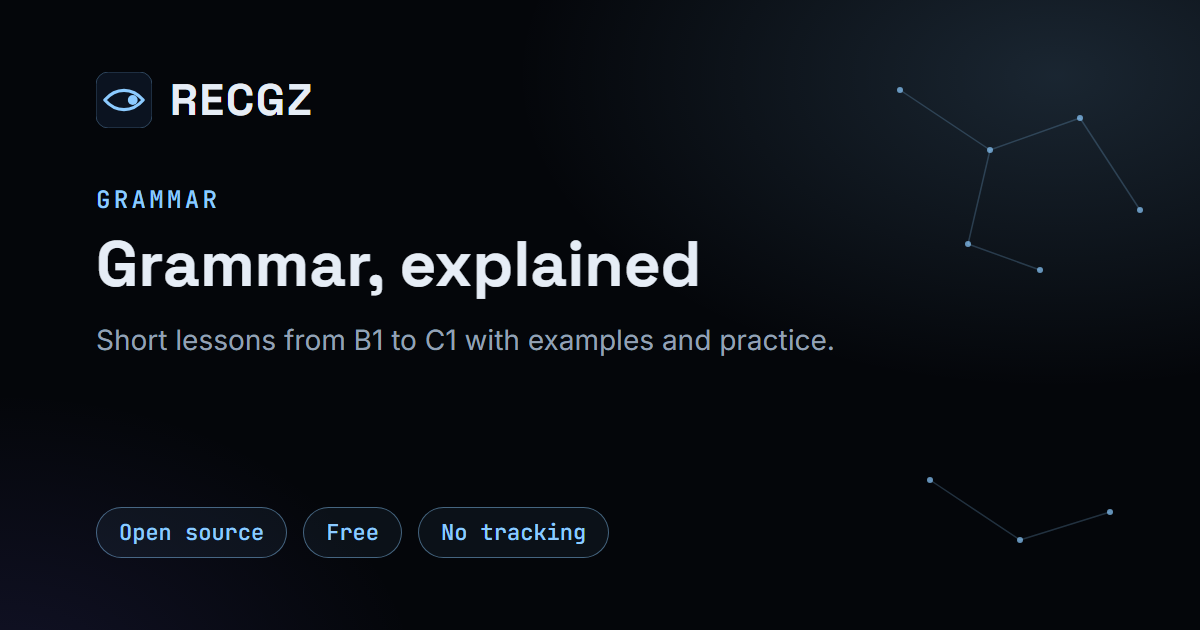 RECGZ
GRAMMAR
Grammar, explained
Short lessons from B1 to C1 with examples and practice.
Open source
Free
No tracking